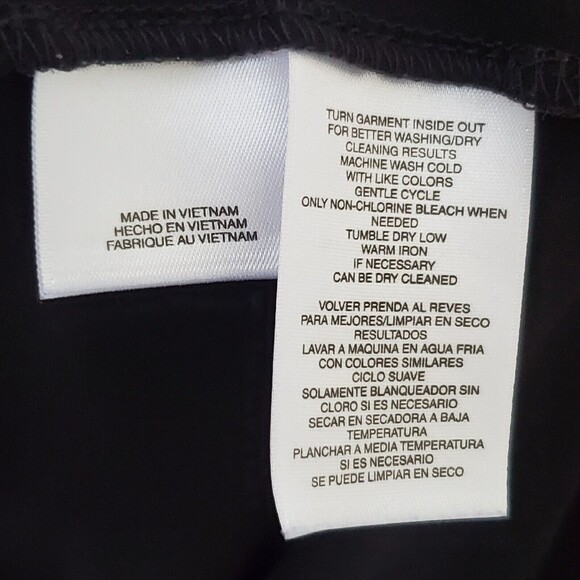 MADE IN VIETNAM
HECHO EN VIETNAM
FABRIQUE AU VIETNAM
TURN GARMENT INSIDE OUT
FOR BETTER WASHING/DRY
CLEANING RESULTS
MACHINE WASH COLD
WITH LIKE COLORS
GENTLE CYCLE
ONLY NON-CHLORINE BLEACH WHEN
NEEDED
TUMBLE DRY LOW
WARM IRON
IF NECESSARY
CAN BE DRY CLEANED
VOLVER PRENDA AL REVES
PARA MEJORES/LIMPIAR EN SECO
RESULTADOS
LAVAR A MAQUINA EN AGUA FRIA
CON COLORES SIMILARES
CICLO SUAVE
SOLAMENTE BLANQUEADOR SIN
CLORO SI ES NECESARIO
SECAR EN SECADORA A BAJA
TEMPERATURA
PLANCHAR A MEDIA TEMPERATURA
SI ES NECESARIO
SE PUEDE LIMPIAR EN SECO